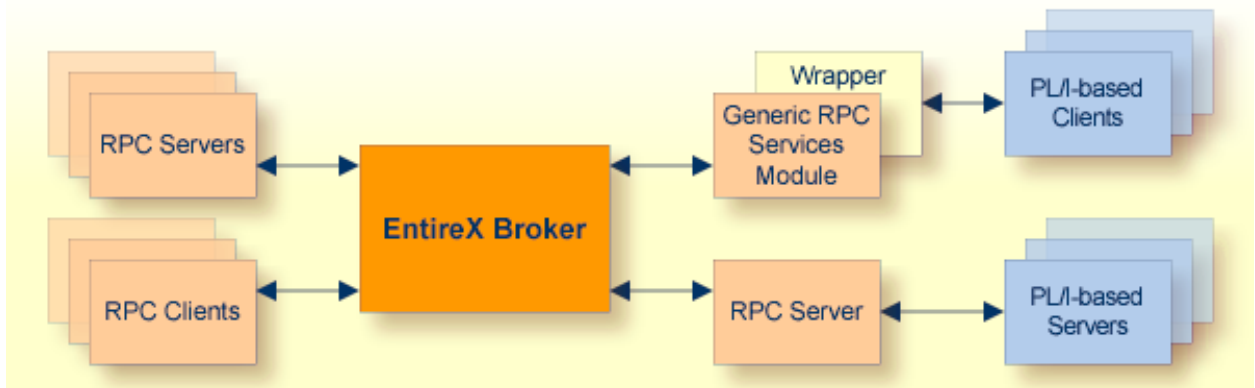 RPC Servers
RPC Clients
EntireX Broker
Wrapper
Generic RPC
Services
Module
RPC Server
PL/I-based
Clients
PL/I-based
Servers